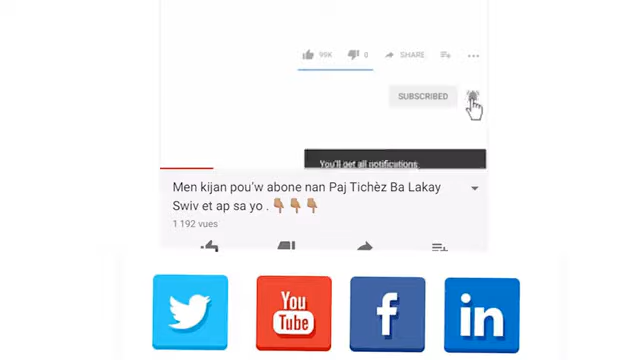 99K 0 SHARE
SUBSCRIBED
You'll get all notifications
Men kijan pou'w abone nan Paj Tichèz Ba Lakay
Swiv et ap sa yo .
1 192 vues
You
Tube
f
in